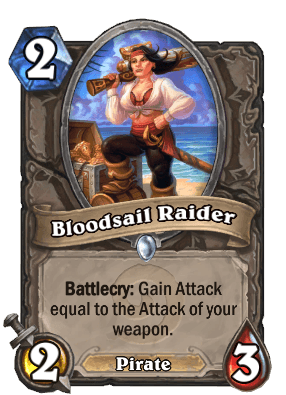 2
Bloodsail Raider
Battlecry: Gain Attack
equal to the Attack of your
weapon.
2
Pirate
3